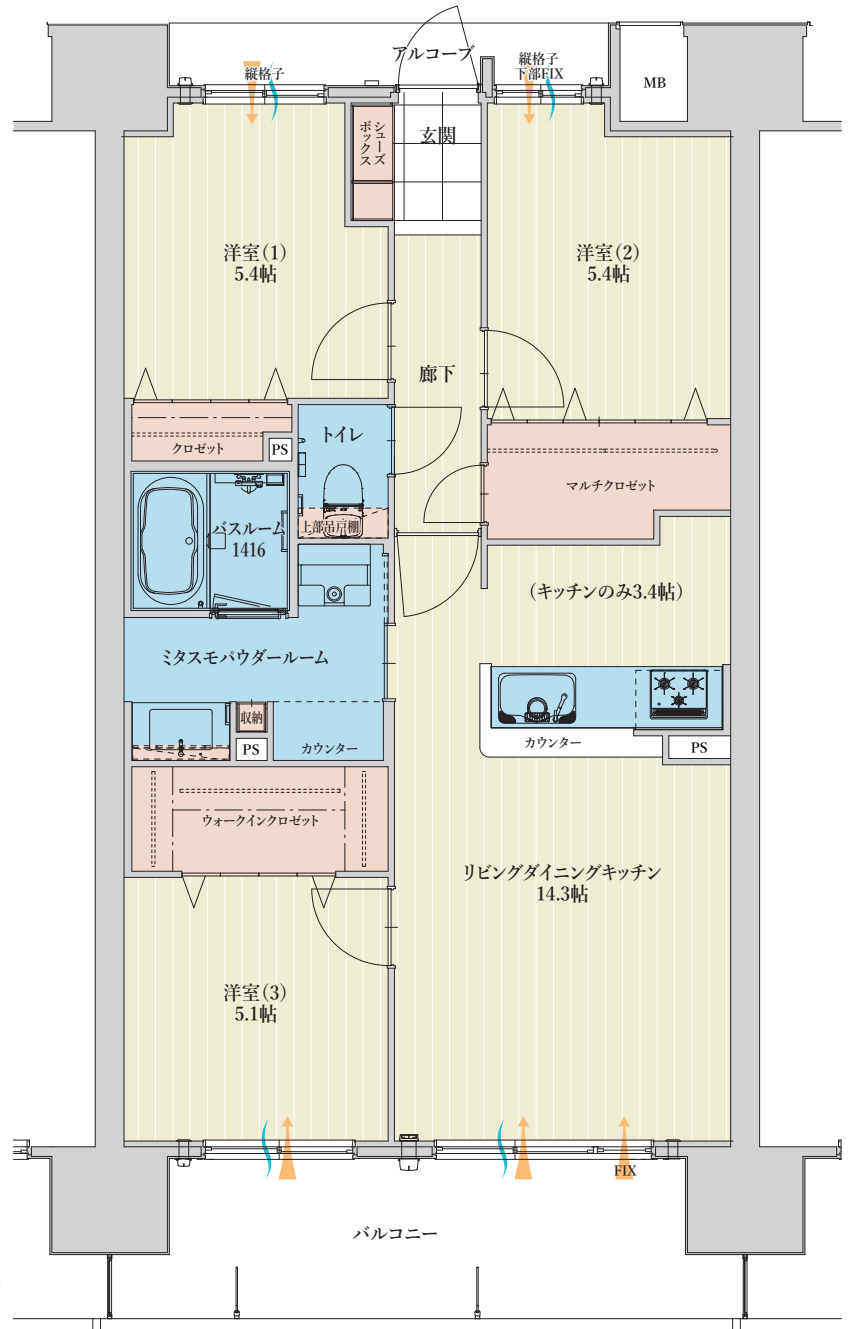 アルコーブ
縦格子
縦格子
下部FIX
MB
シューズ
ボックス
玄関
洋室(1)
5.4帖
洋室(2)
5.4帖
廊下
クロゼット
PS
トイレ
上部吊戸棚
マルチクロゼット
バスルーム
1416
(キッチンのみ3.4帖)
ミタスモパウダールーム
収納
PS
カウンター
カウンター
PS
ウォークインクロゼット
リビングダイニングキッチン
14.3帖
洋室(3)
5.1帖
FIX
バルコニー